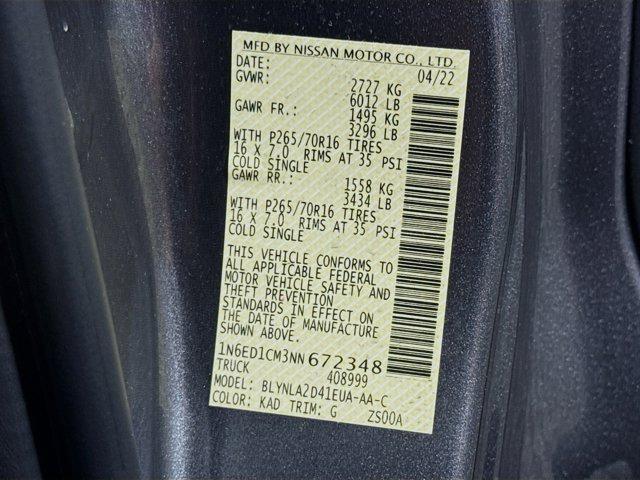 MFD BY NISSAN MOTOR CO., LTD.
DATE: 04/22
GVWR: 2727 KG
6012 LB
GAWR FR.: 1495 KG
3296 LB
WITH P265/70R16 TIRES
16 X 7.0 RIMS AT 35 PSI
COLD SINGLE
GAWR RR.: 1558 KG
3434 LB
WITH P265/70R16 TIRES
16 X 7.0 RIMS AT 35 PSI
COLD SINGLE
THIS VEHICLE CONFORMS TO
ALL APPLICABLE FEDERAL
MOTOR VEHICLE SAFETY AND
THEFT PREVENTION
STANDARDS IN EFFECT ON
THE DATE OF MANUFACTURE
SHOWN ABOVE.
1N6ED1CM3NN672348
TRUCK 408999
MODEL: BLYNLA2D41EUA-AA-C
COLOR: KAD TRIM: G ZS00A